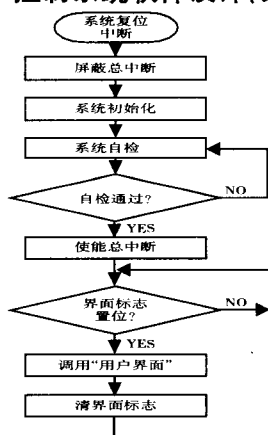 系统复位
中断
屏蔽总中断
系统初始化
系统自检
自检通过?
NO
YES
使能总中断
界面标志
置位?
NO
YES
调用“用户界面”
清界面标志